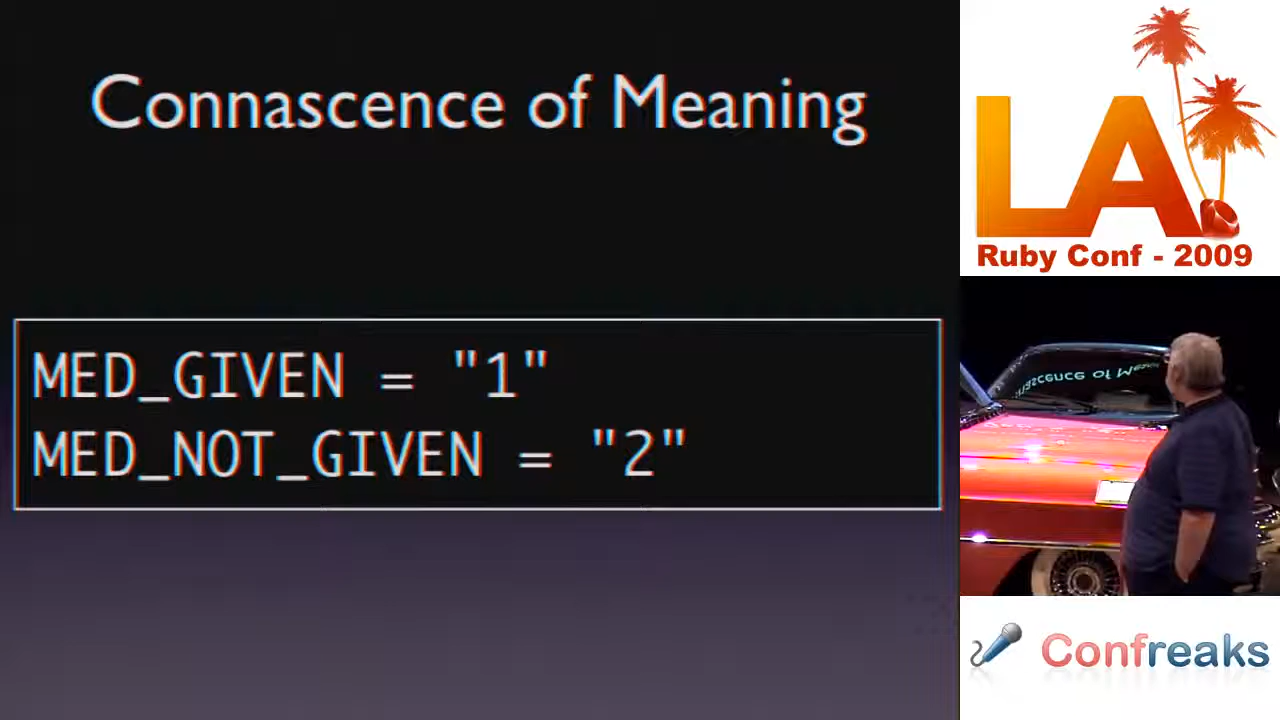 Connascence of Meaning
MED_GIVEN = "1"
MED_NOT_GIVEN = "2"
LA
Ruby Conf - 2009
Confreaks